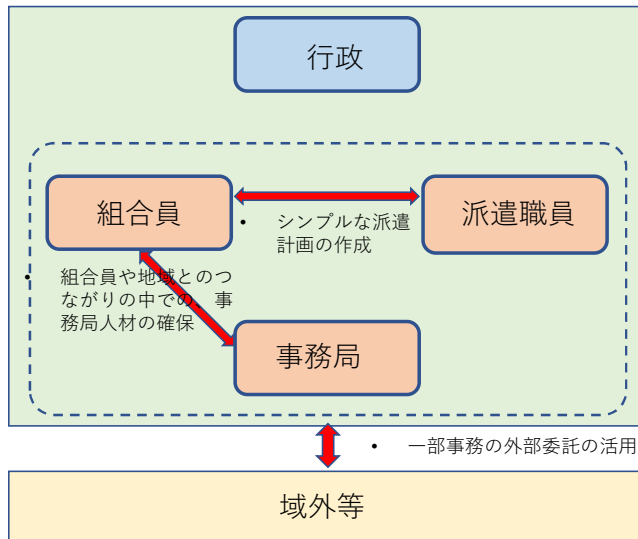 行政
組合員
派遣職員
• シンプルな派遣
計画の作成
• 組合員や地域とのつ
ながりの中での、事
務局人材の確保
事務局
• 一部事務の外部委託の活用
域外等